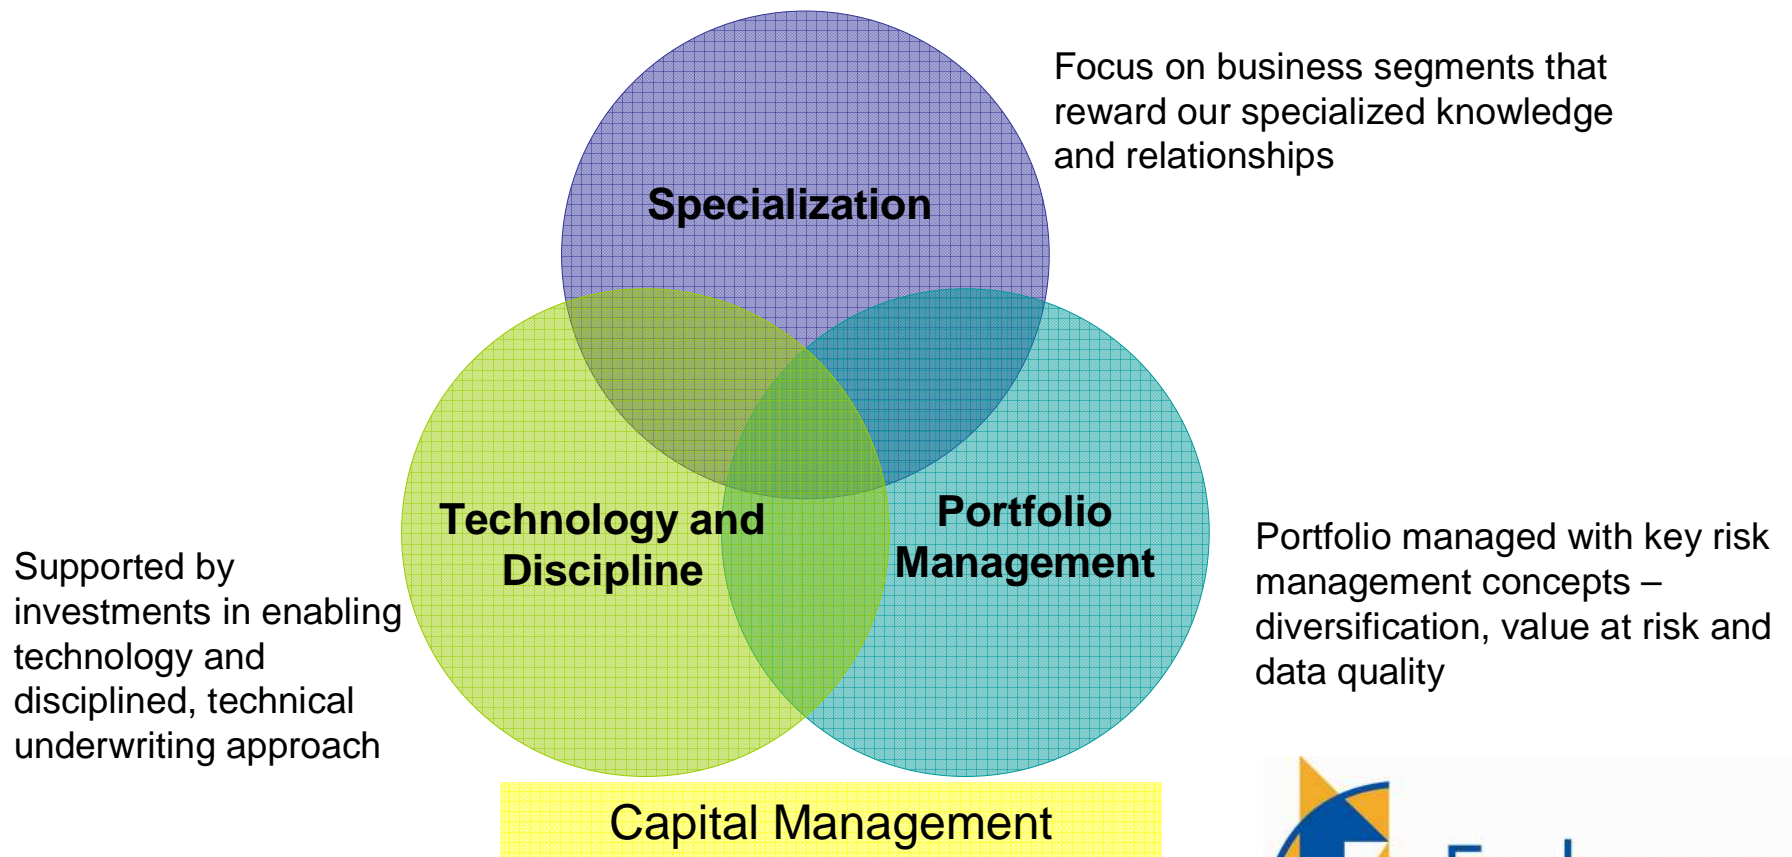 Focus on business segments that
reward our specialized knowledge
and relationships
Specialization
Technology and
Discipline
Portfolio
Management
Supported by
investments in enabling
technology and
disciplined, technical
underwriting approach
Portfolio managed with key risk
management concepts –
diversification, value at risk and
data quality
Capital Management